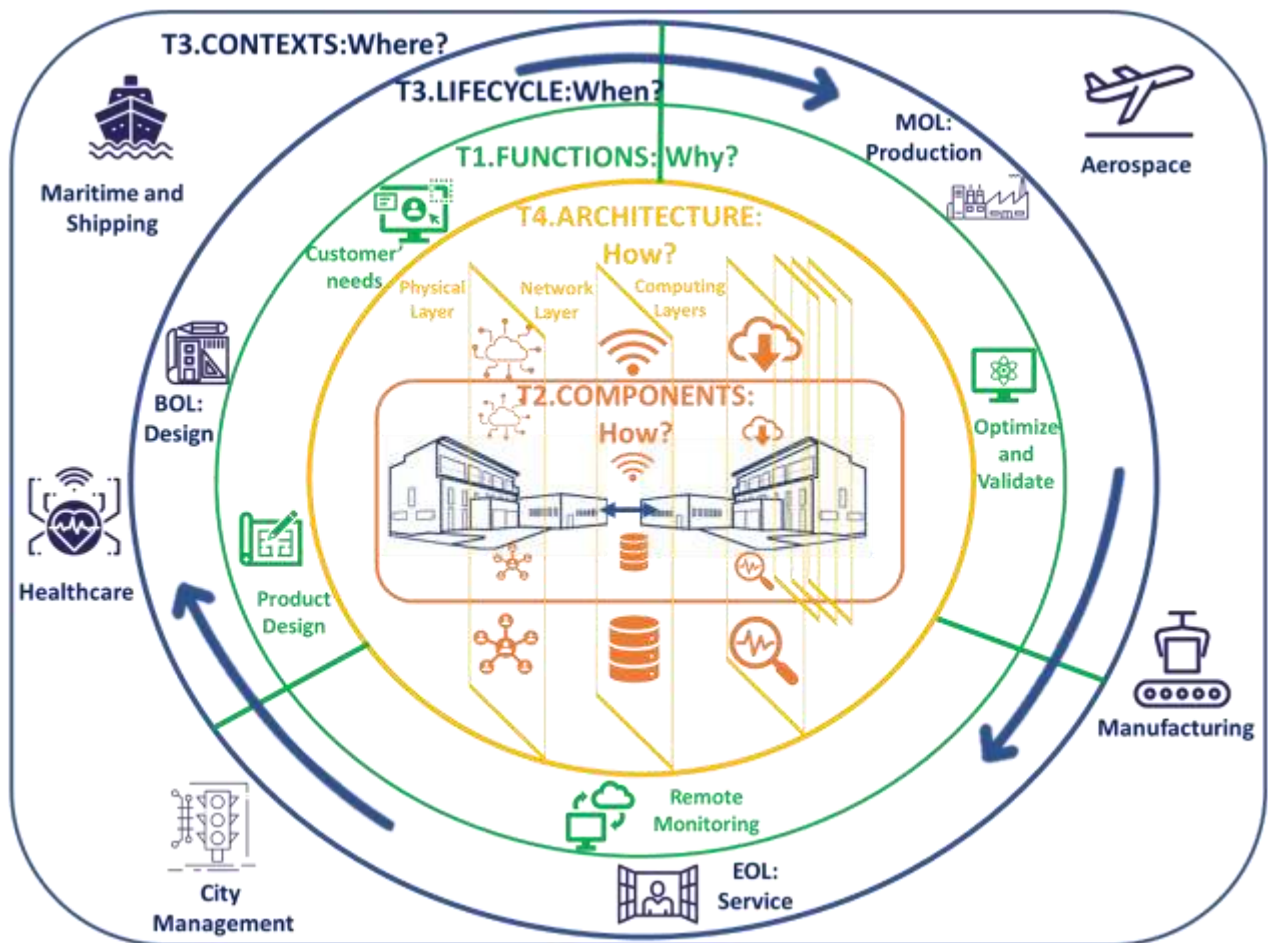 T3.CONTEXTS:Where?
T3.LIFECYCLE:When?
MOL:
Production
Aerospace
Maritime and
Shipping
T1.FUNCTIONS: Why?
Customer'
needs
T4.ARCHITECTURE:
How?
Physical
Layer
Network
Layer
Computing
Layers
T2.COMPONENTS:
How?
BOL:
Design
Optimize
and
Validate
Healthcare
Product
Design
Manufacturing
Remote
Monitoring
EOL:
Service
City
Management